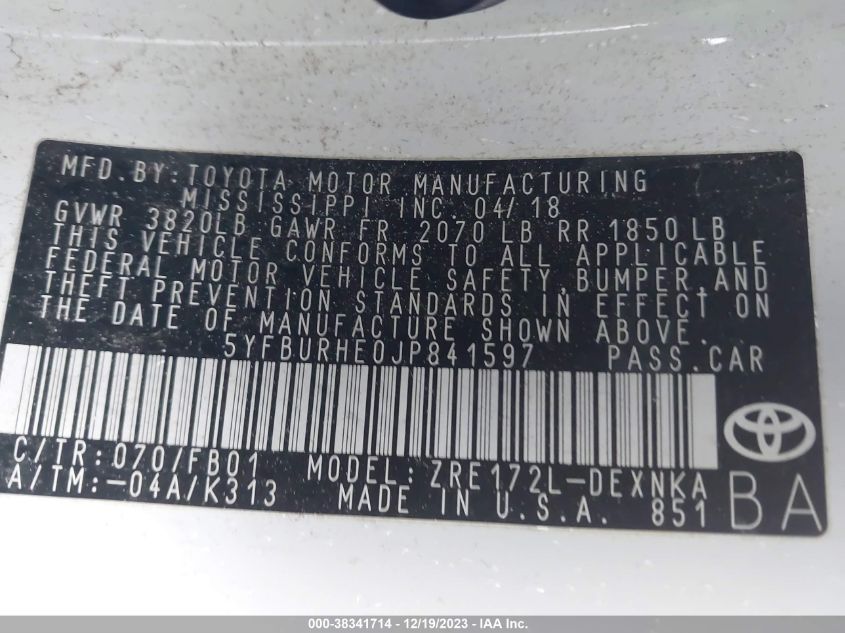 MFD. BY: TOYOTA MOTOR MANUFACTURING
MISSISSIPPI, INC 04/18
GVWR 3820LB GAWR FR 2070 LB RR 1850 LB
THIS VEHICLE CONFORMS TO ALL APPLICABLE
FEDERAL MOTOR VEHICLE SAFETY, BUMPER, AND
THEFT PREVENTION STANDARDS IN EFFECT ON
THE DATE OF MANUFACTURE SHOWN ABOVE.
5YFBURHE0JP841597 PASS.CAR
C/TR: 070/FB01 MODEL: ZRE172L-DEXNKA
A/TM:-04A/K313 MADE IN U.S.A. 851 BA
000-38341714 - 12/19/2023 - IAA Inc.